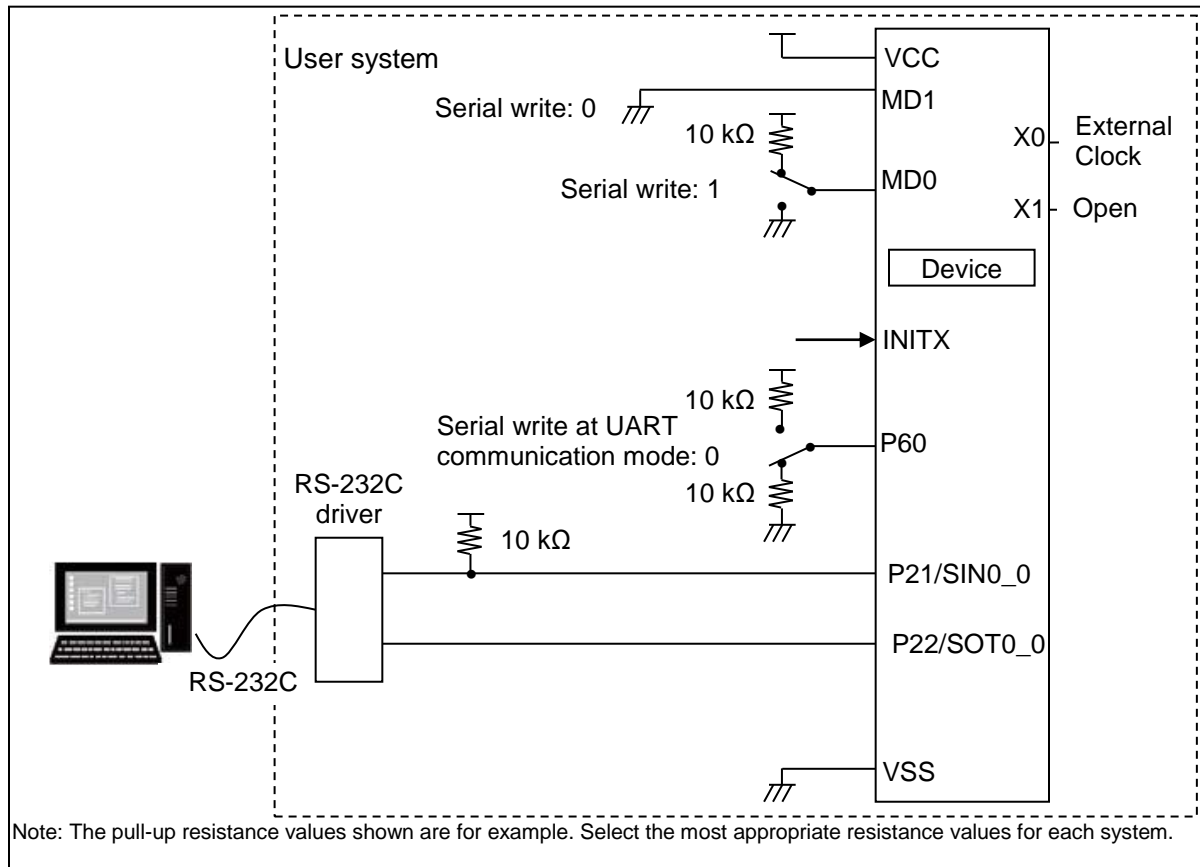 User system
VCC
Serial write: 0
MD1
10 kΩ
X0
External
Clock
Serial write: 1
MD0
X1
Open
Device
INITX
10 kΩ
Serial write at UART
communication mode: 0
P60
10 kΩ
RS-232C
driver
10 kΩ
P21/SIN0_0
P22/SOT0_0
RS-232C
VSS
Note: The pull-up resistance values shown are for example. Select the most appropriate resistance values for each system.